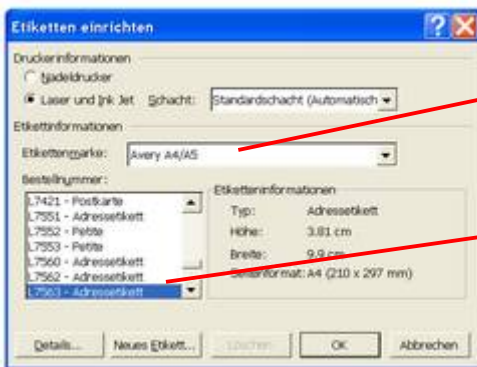 Etiketten einrichten
Druckerinformationen
Nadeldrucker
Laser und Ink Jet Schacht: Standardschacht (Automatisch
Etikettinformationen
Etikettenmarke: Avery A4/A5
Bestellnummer:
L7421 - Postkarte
L7551 - Adressetikett
L7552 - Petite
L7553 - Petite
L7560 - Adressetikett
L7562 - Adressetikett
L7563 - Adressetikett
Etiketteninformationen
Typ: Adressetikett
Höhe: 3.81 cm
Breite: 9.9 cm
Seitenformat: A4 (210 x 297 mm)
Details... Neues Etikett... Löschen OK Abbrechen